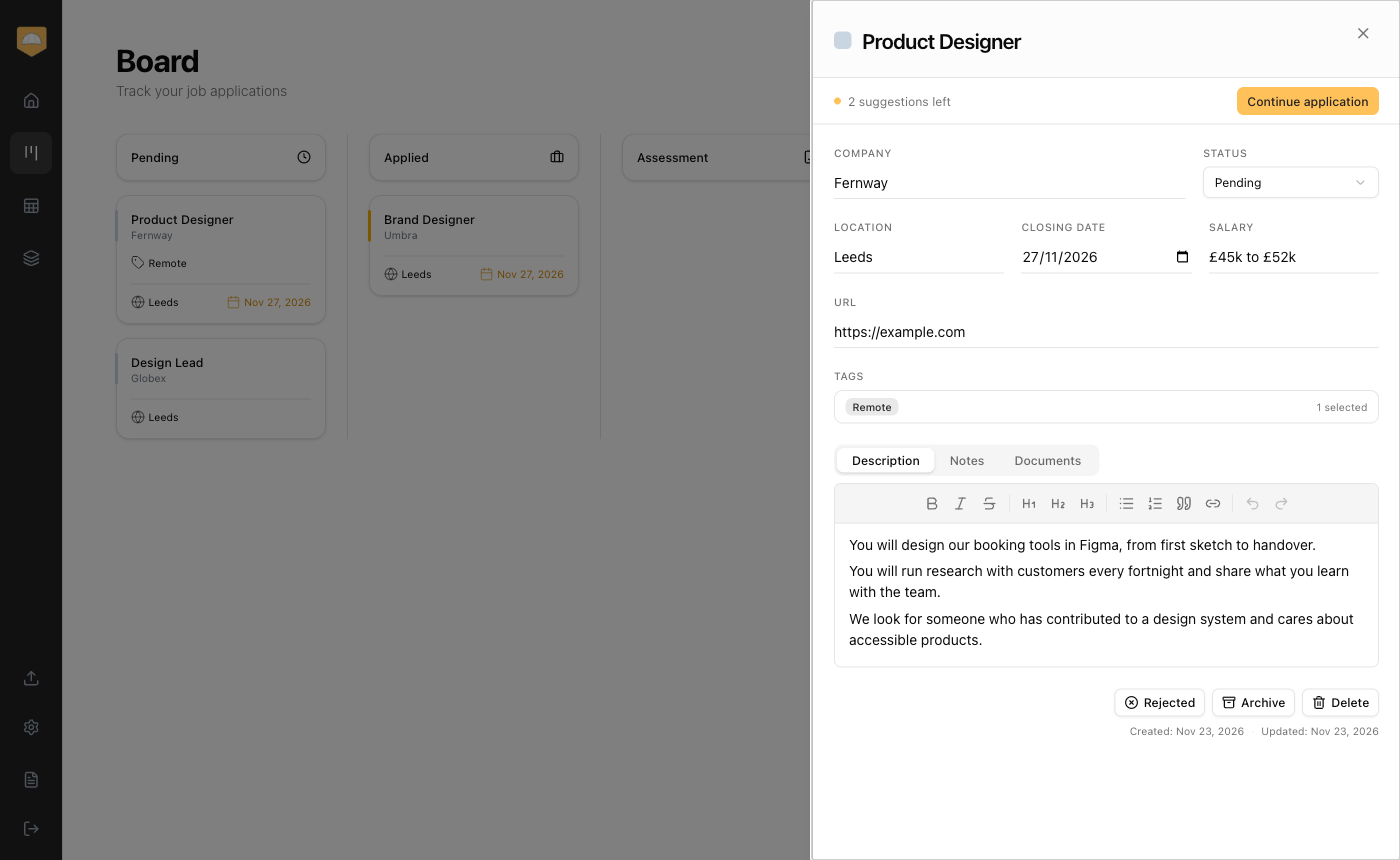 Board
Track your job applications
Pending
Product Designer
Fernway
Remote
Leeds
Nov 27, 2026
Design Lead
Globex
Leeds
Applied
Brand Designer
Umbra
Leeds
Nov 27, 2026
Assessment
Product Designer
2 suggestions left
Continue application
COMPANY
Fernway
STATUS
Pending
LOCATION
Leeds
CLOSING DATE
27/11/2026
SALARY
£45k to £52k
URL
https://example.com
TAGS
Remote
1 selected
Description
Notes
Documents
H1
H2
H3
You will design our booking tools in Figma, from first sketch to handover.
You will run research with customers every fortnight and share what you learn
with the team.
We look for someone who has contributed to a design system and cares about
accessible products.
Rejected
Archive
Delete
Created: Nov 23, 2026 · Updated: Nov 23, 2026